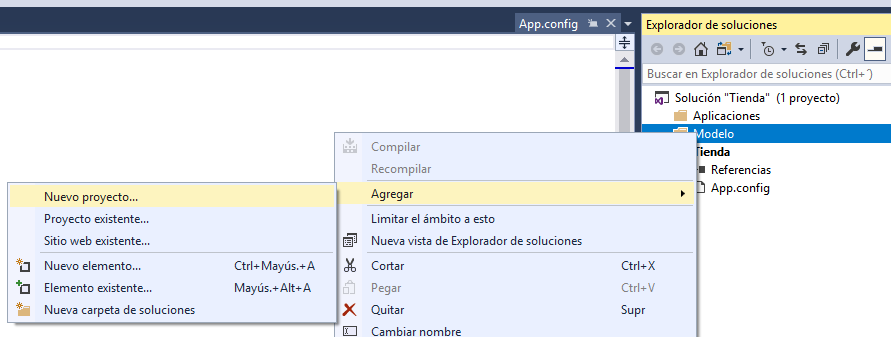 App.config
Explorador de soluciones
Buscar en Explorador de soluciones (Ctrl+´)
Solución "Tienda" (1 proyecto)
Aplicaciones
Modelo
Tienda
Referencias
App.config
Compilar
Recompilar
Agregar
Limitar el ámbito a esto
Nueva vista de Explorador de soluciones
Cortar Ctrl+X
Pegar Ctrl+V
Quitar Supr
Cambiar nombre
Nuevo proyecto...
Proyecto existente...
Sitio web existente...
Nuevo elemento... Ctrl+Mayús.+A
Elemento existente... Mayús.+Alt+A
Nueva carpeta de soluciones